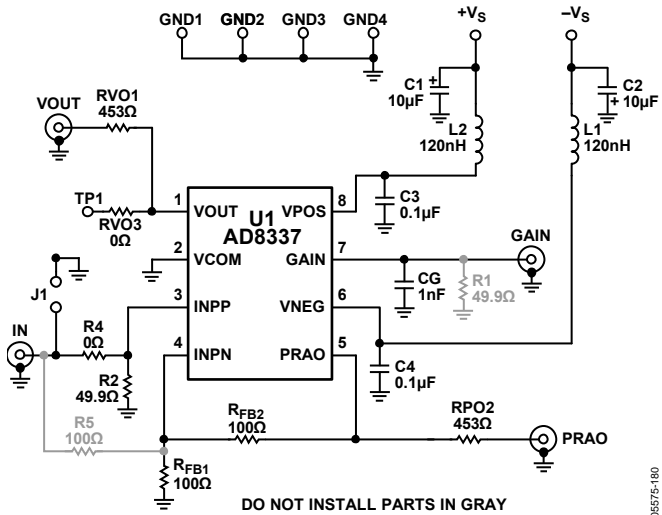 GND1 GND2 GND3 GND4
+VS
–VS
C1
10µF
+
C2
+ 10µF
VOUT
RVO1
453Ω
L2
120nH
L1
120nH
TP1
RVO3
0Ω
C3
0.1µF
1
VOUT
U1
AD8337
VPOS
8
2
VCOM
GAIN
7
GAIN
CG
1nF
R1
49.9Ω
J1
3
INPP
VNEG
6
IN
R4
0Ω
4
INPN
PRAO
5
R2
49.9Ω
C4
0.1µF
R5
100Ω
RFB2
100Ω
RPO2
453Ω
PRAO
RFB1
100Ω
DO NOT INSTALL PARTS IN GRAY
05575-180